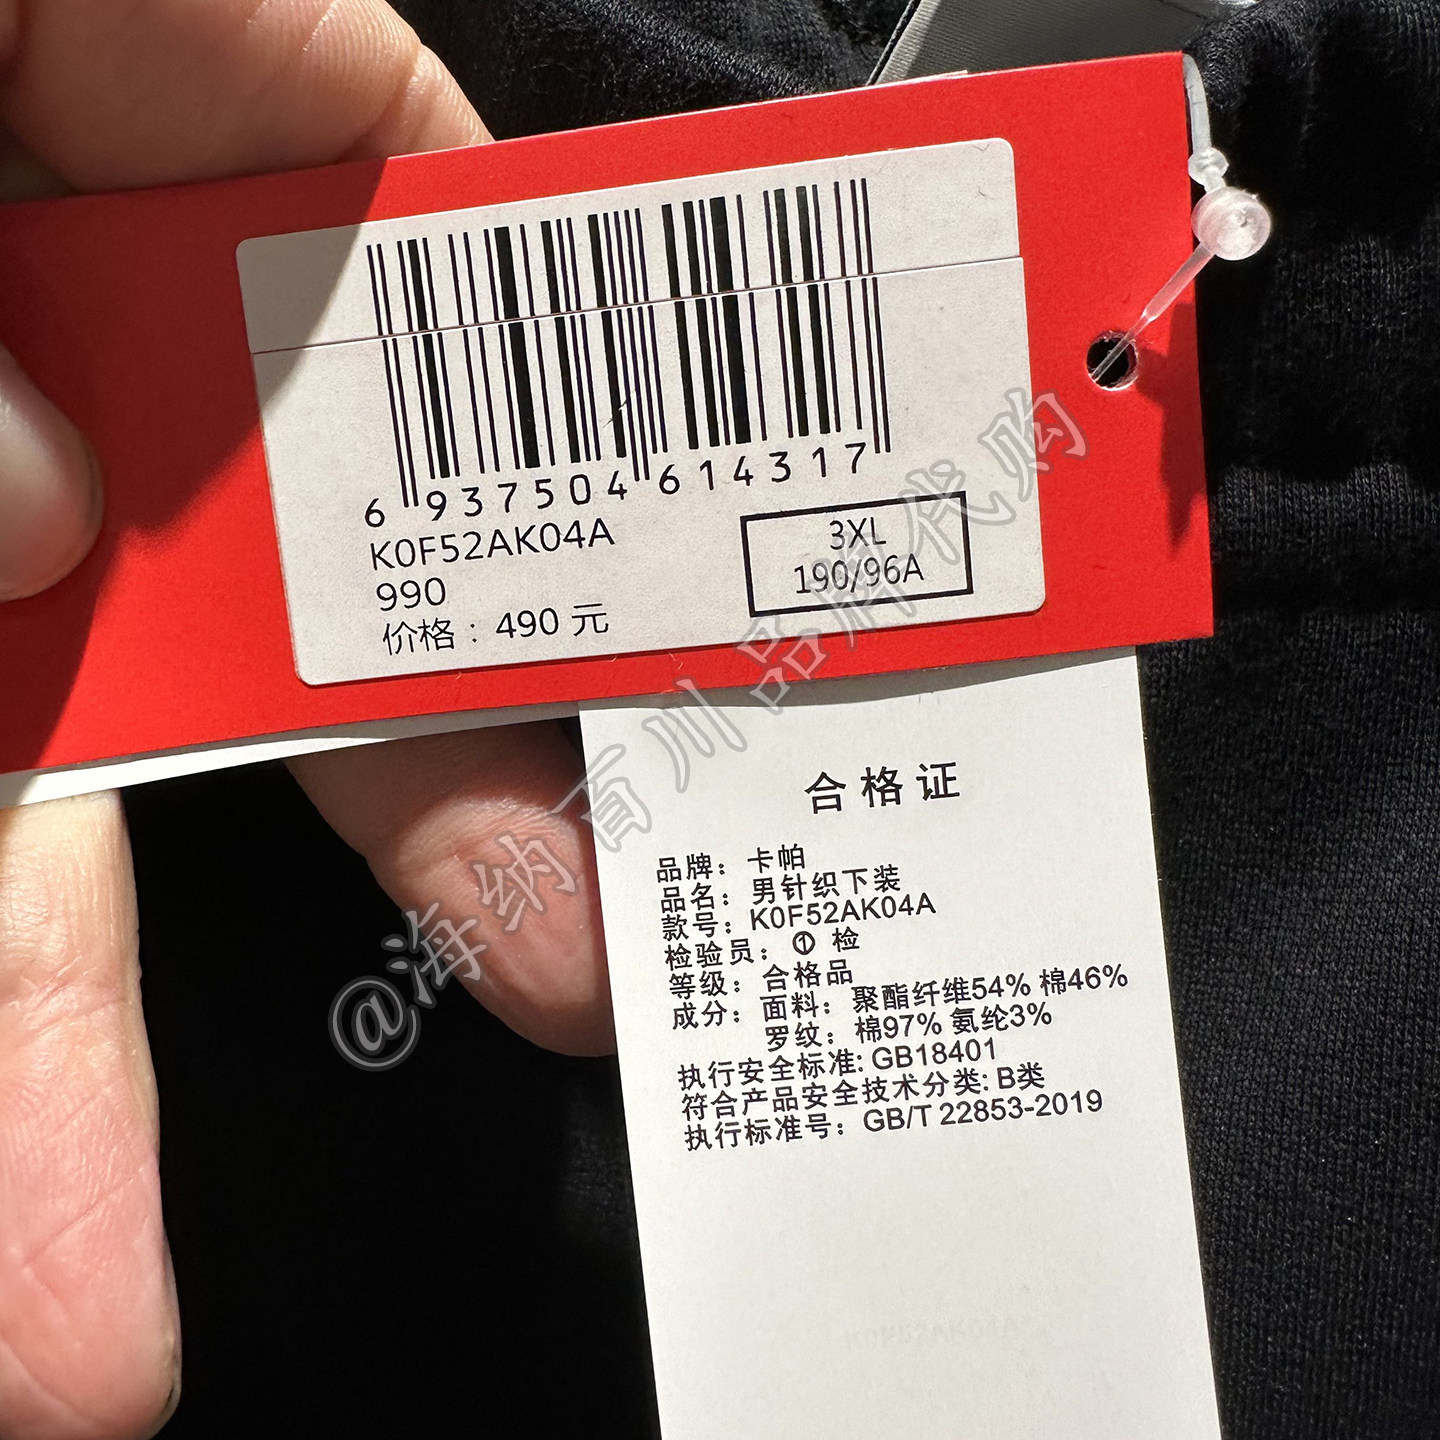 6 937504 614317
K0F52AK04A
990
价格：490 元
3XL
190/96A
合格证
品牌：卡帕
品名：男针织下装
款号：K0F52AK04A
检验员：① 检
等级：合格品
成分：面料：聚酯纤维54% 棉46%
罗纹：棉97% 氨纶3%
执行安全标准: GB18401
符合产品安全技术分类: B类
执行标准号：GB/T 22853-2019
@海纳百川品牌代购